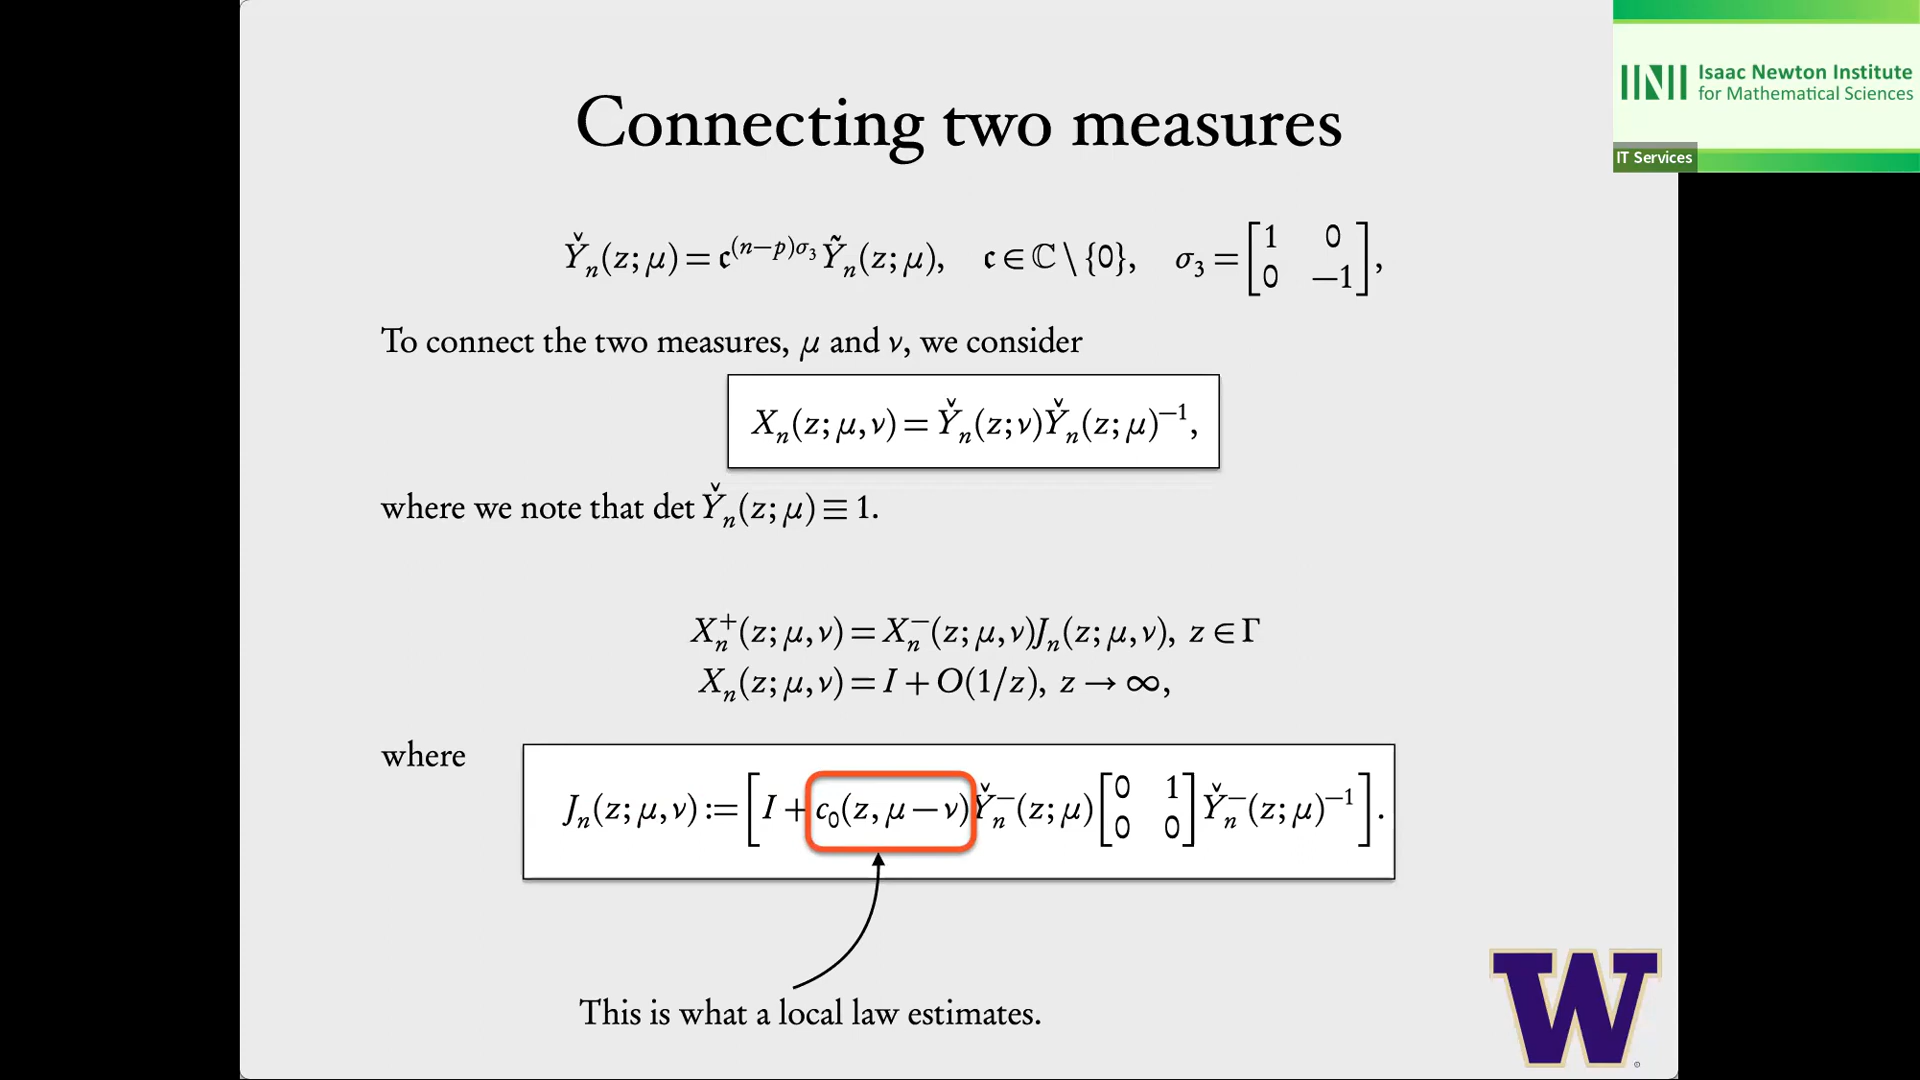 Isaac Newton Institute
for Mathematical Sciences
IT Services
Connecting two measures
Y̌ₙ(z; μ) = 𝔠^{(n−p)σ₃} Ỹₙ(z; μ), 𝔠 ∈ ℂ \ {0}, σ₃ = [1 0; 0 −1],
To connect the two measures, μ and ν, we consider
Xₙ(z; μ, ν) = Y̌ₙ(z; ν)Y̌ₙ(z; μ)⁻¹,
where we note that det Y̌ₙ(z; μ) ≡ 1.
Xₙ⁺(z; μ, ν) = Xₙ⁻(z; μ, ν)Jₙ(z; μ, ν), z ∈ Γ
Xₙ(z; μ, ν) = I + O(1/z), z → ∞,
where
Jₙ(z; μ, ν) := [I + c₀(z, μ − ν)Y̌ₙ⁻(z; μ)[0 1; 0 0]Y̌ₙ⁻(z; μ)⁻¹].
This is what a local law estimates.
W